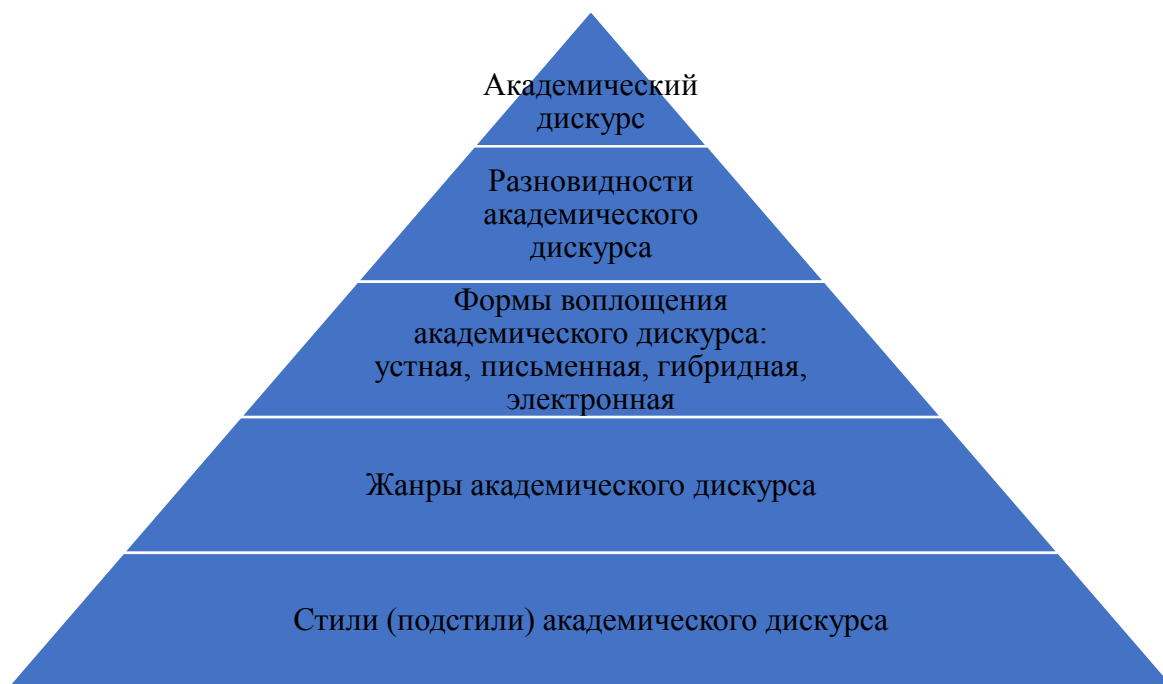 Академический
дискурс
Разновидности
академического
дискурса
Формы воплощения
академического дискурса:
устная, письменная, гибридная,
электронная
Жанры академического дискурса
Стили (подстили) академического дискурса